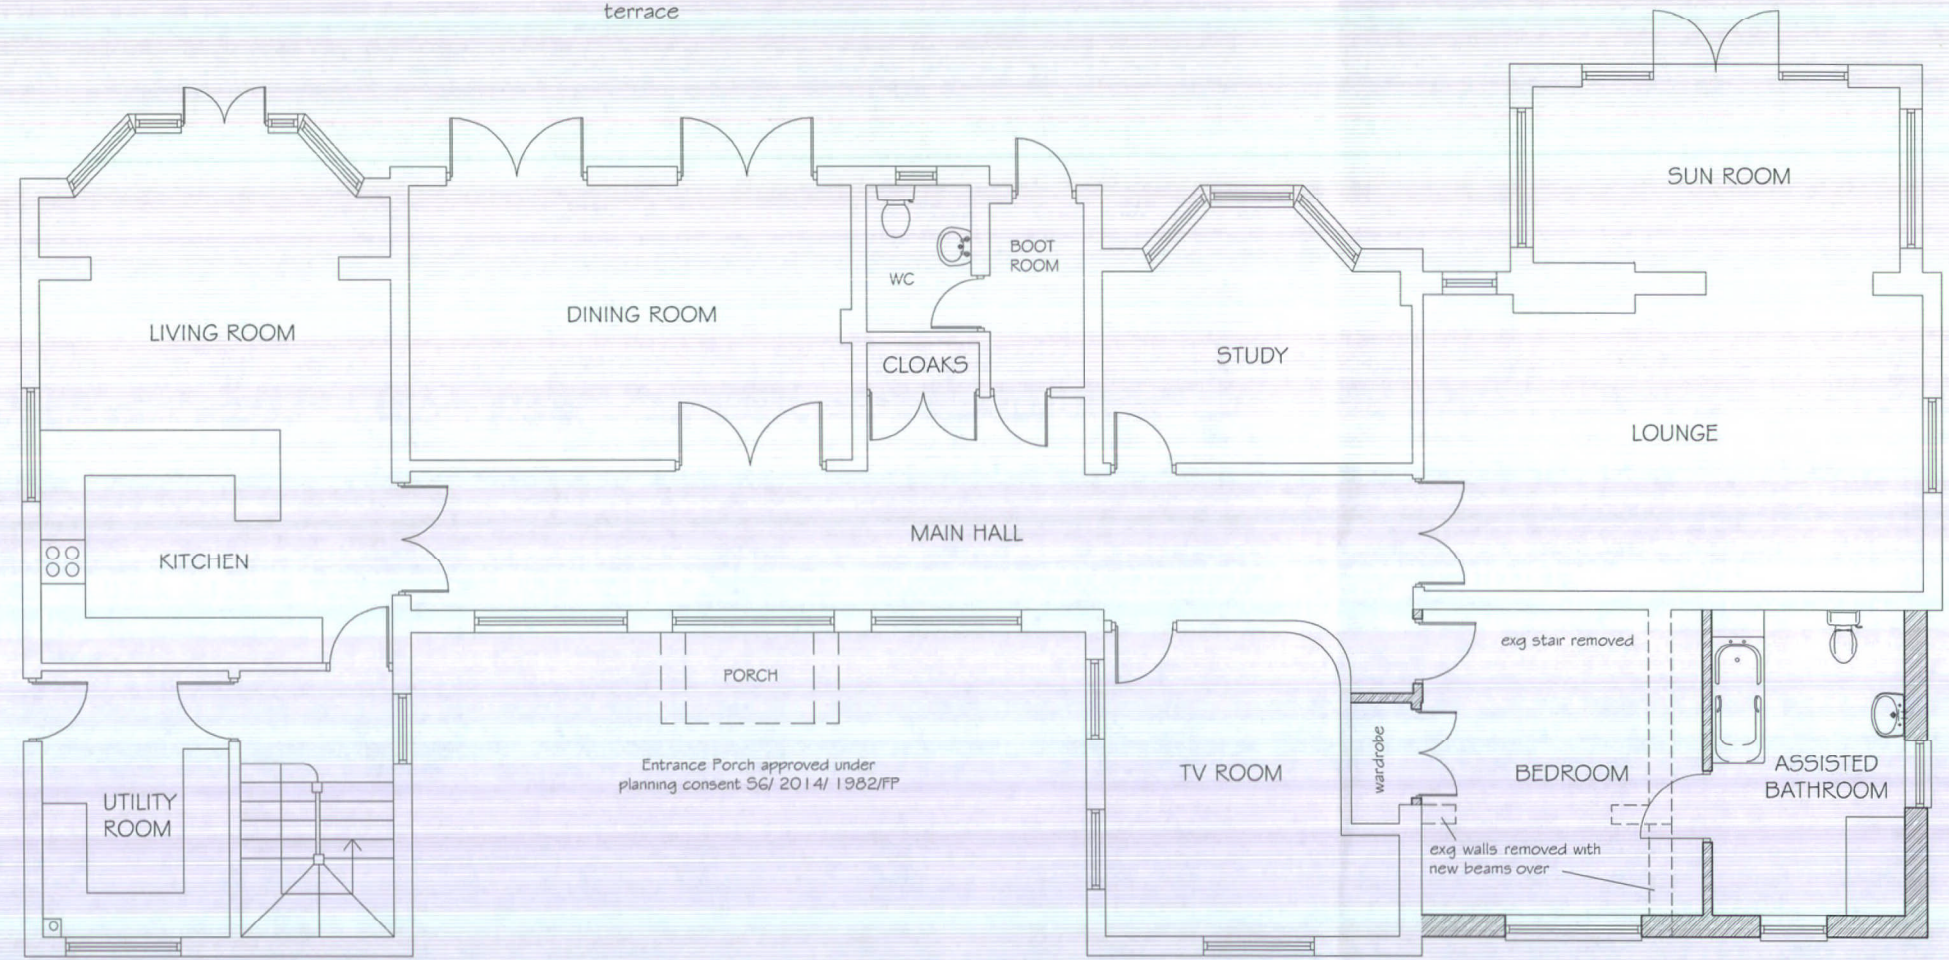 terrace
SUN ROOM
BOOT
ROOM
WC
DINING ROOM
LIVING ROOM
CLOAKS
STUDY
LOUNGE
MAIN HALL
KITCHEN
exg stair removed
PORCH
wardrobe
Entrance Porch approved under
planning consent S6/ 2014/ 1982/FP
TV ROOM
BEDROOM
ASSISTED
BATHROOM
UTILITY
ROOM
exg walls removed with
new beams over